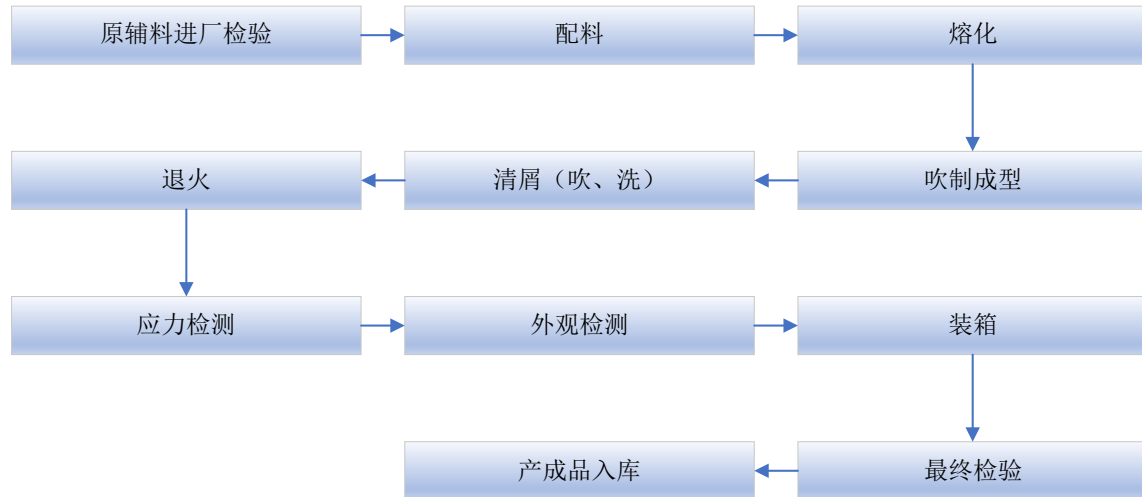 原辅料进厂检验
配料
熔化
吹制成型
清屑（吹、洗）
退火
应力检测
外观检测
装箱
最终检验
产成品入库